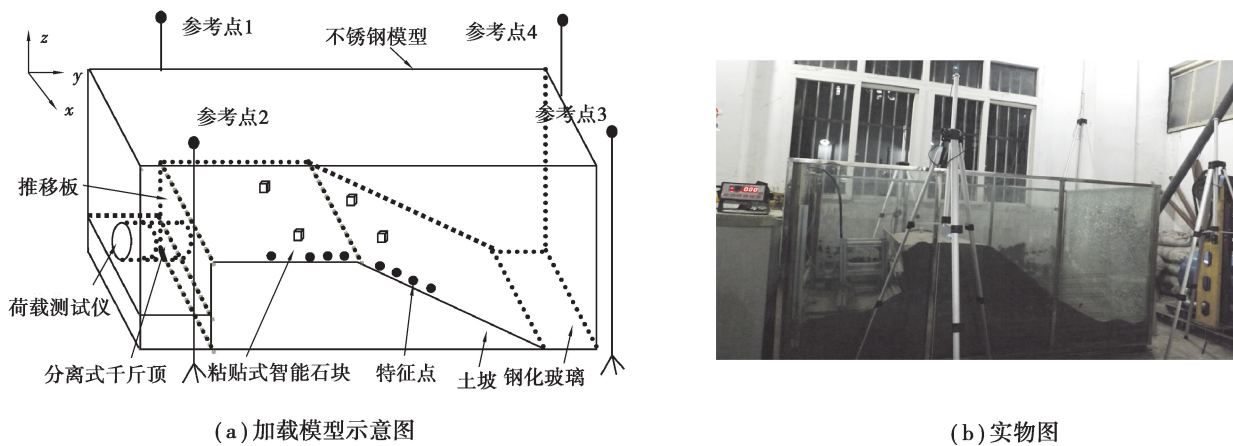 参考点1
参考点4
不锈钢模型
z
y
x
参考点2
参考点3
推移板
荷载测试仪
分离式千斤顶
粘贴式智能石块
特征点
土坡
钢化玻璃
(a)加载模型示意图
(b)实物图